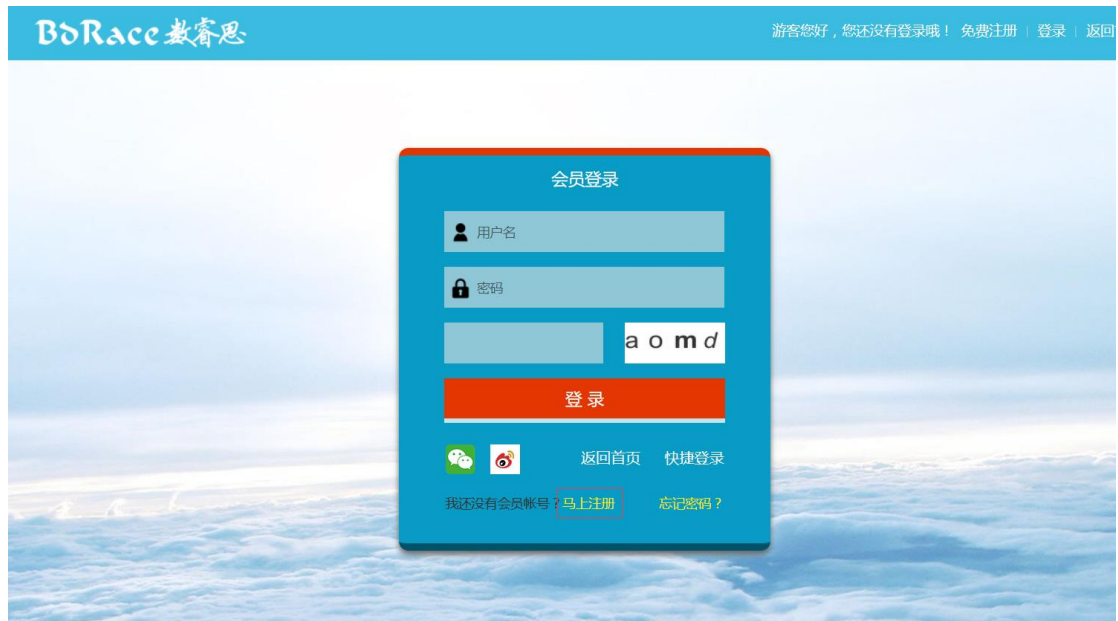 BdRace数睿思
游客您好，您还没有登录哦！ 免费注册 | 登录 | 返回
会员登录
用户名
密码
aomd
登 录
返回首页 快捷登录
我还没有会员帐号？马上注册 忘记密码？